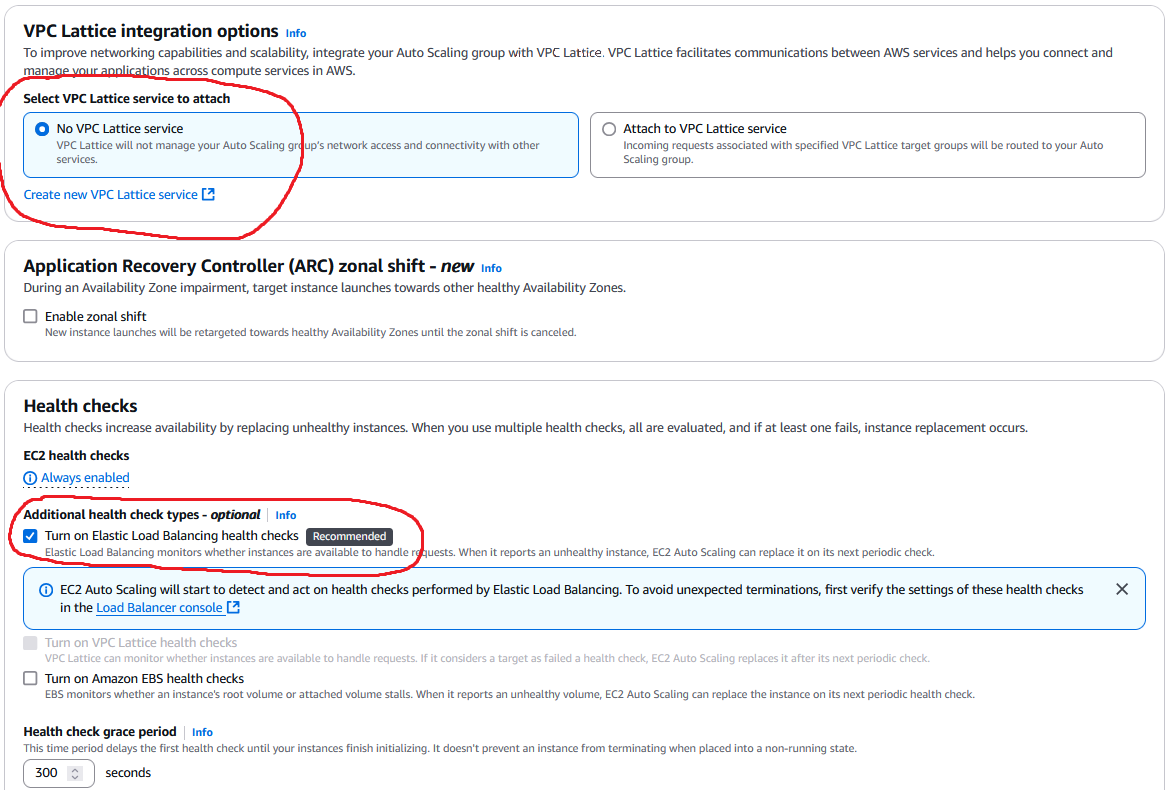 VPC Lattice integration options Info
To improve networking capabilities and scalability, integrate your Auto Scaling group with VPC Lattice. VPC Lattice facilitates communications between AWS services and helps you connect and
manage your applications across compute services in AWS.
Select VPC Lattice service to attach
No VPC Lattice service
VPC Lattice will not manage your Auto Scaling group's network access and connectivity with other
services.
Attach to VPC Lattice service
Incoming requests associated with specified VPC Lattice target groups will be routed to your Auto
Scaling group.
Create new VPC Lattice service
Application Recovery Controller (ARC) zonal shift - new Info
During an Availability Zone impairment, target instance launches towards other healthy Availability Zones.
Enable zonal shift
New instance launches will be retargeted towards healthy Availability Zones until the zonal shift is canceled.
Health checks
Health checks increase availability by replacing unhealthy instances. When you use multiple health checks, all are evaluated, and if at least one fails, instance replacement occurs.
EC2 health checks
Always enabled
Additional health check types - optional Info
Turn on Elastic Load Balancing health checks Recommended
Elastic Load Balancing monitors whether instances are available to handle requests. When it reports an unhealthy instance, EC2 Auto Scaling can replace it on its next periodic check.
EC2 Auto Scaling will start to detect and act on health checks performed by Elastic Load Balancing. To avoid unexpected terminations, first verify the settings of these health checks
in the Load Balancer console
Turn on VPC Lattice health checks
VPC Lattice can monitor whether instances are available to handle requests. If it considers a target as failed a health check, EC2 Auto Scaling replaces it after its next periodic check.
Turn on Amazon EBS health checks
EBS monitors whether an instance's root volume or attached volume stalls. When it reports an unhealthy volume, EC2 Auto Scaling can replace the instance on its next periodic health check.
Health check grace period Info
This time period delays the first health check until your instances finish initializing. It doesn't prevent an instance from terminating when placed into a non-running state.
300 seconds